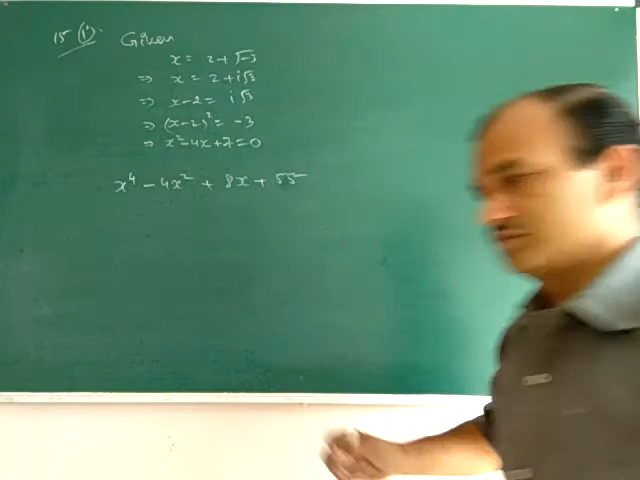 15 (i). Given
x = 2 + √-3
⇒ x = 2 + i√3
⇒ x-2 = i√3
⇒ (x-2)² = -3
⇒ x² - 4x + 7 = 0
x⁴ - 4x² + 8x + 55